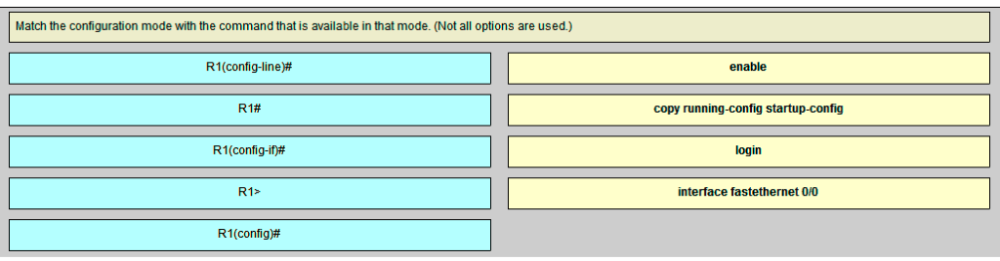 Match the configuration mode with the command that is available in that mode. (Not all options are used.)
R1(config-line)#
enable
R1#
copy running-config startup-config
R1(config-if)#
login
R1>
interface fastethernet 0/0
R1(config)#